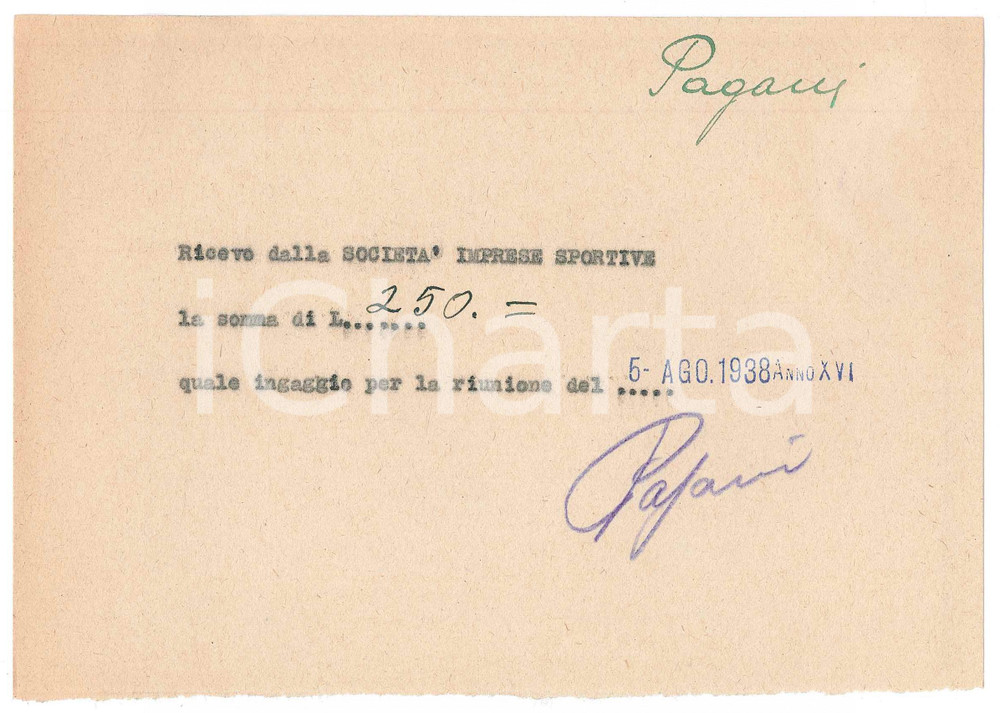 Pagani
Ricevo dalla SOCIETA' IMPRESE SPORTIVE
la somma di L....... 250. =
quale ingaggio per la riunione del ..... 5- AGO. 1938 ANNO XVI
Pagani
iCharta